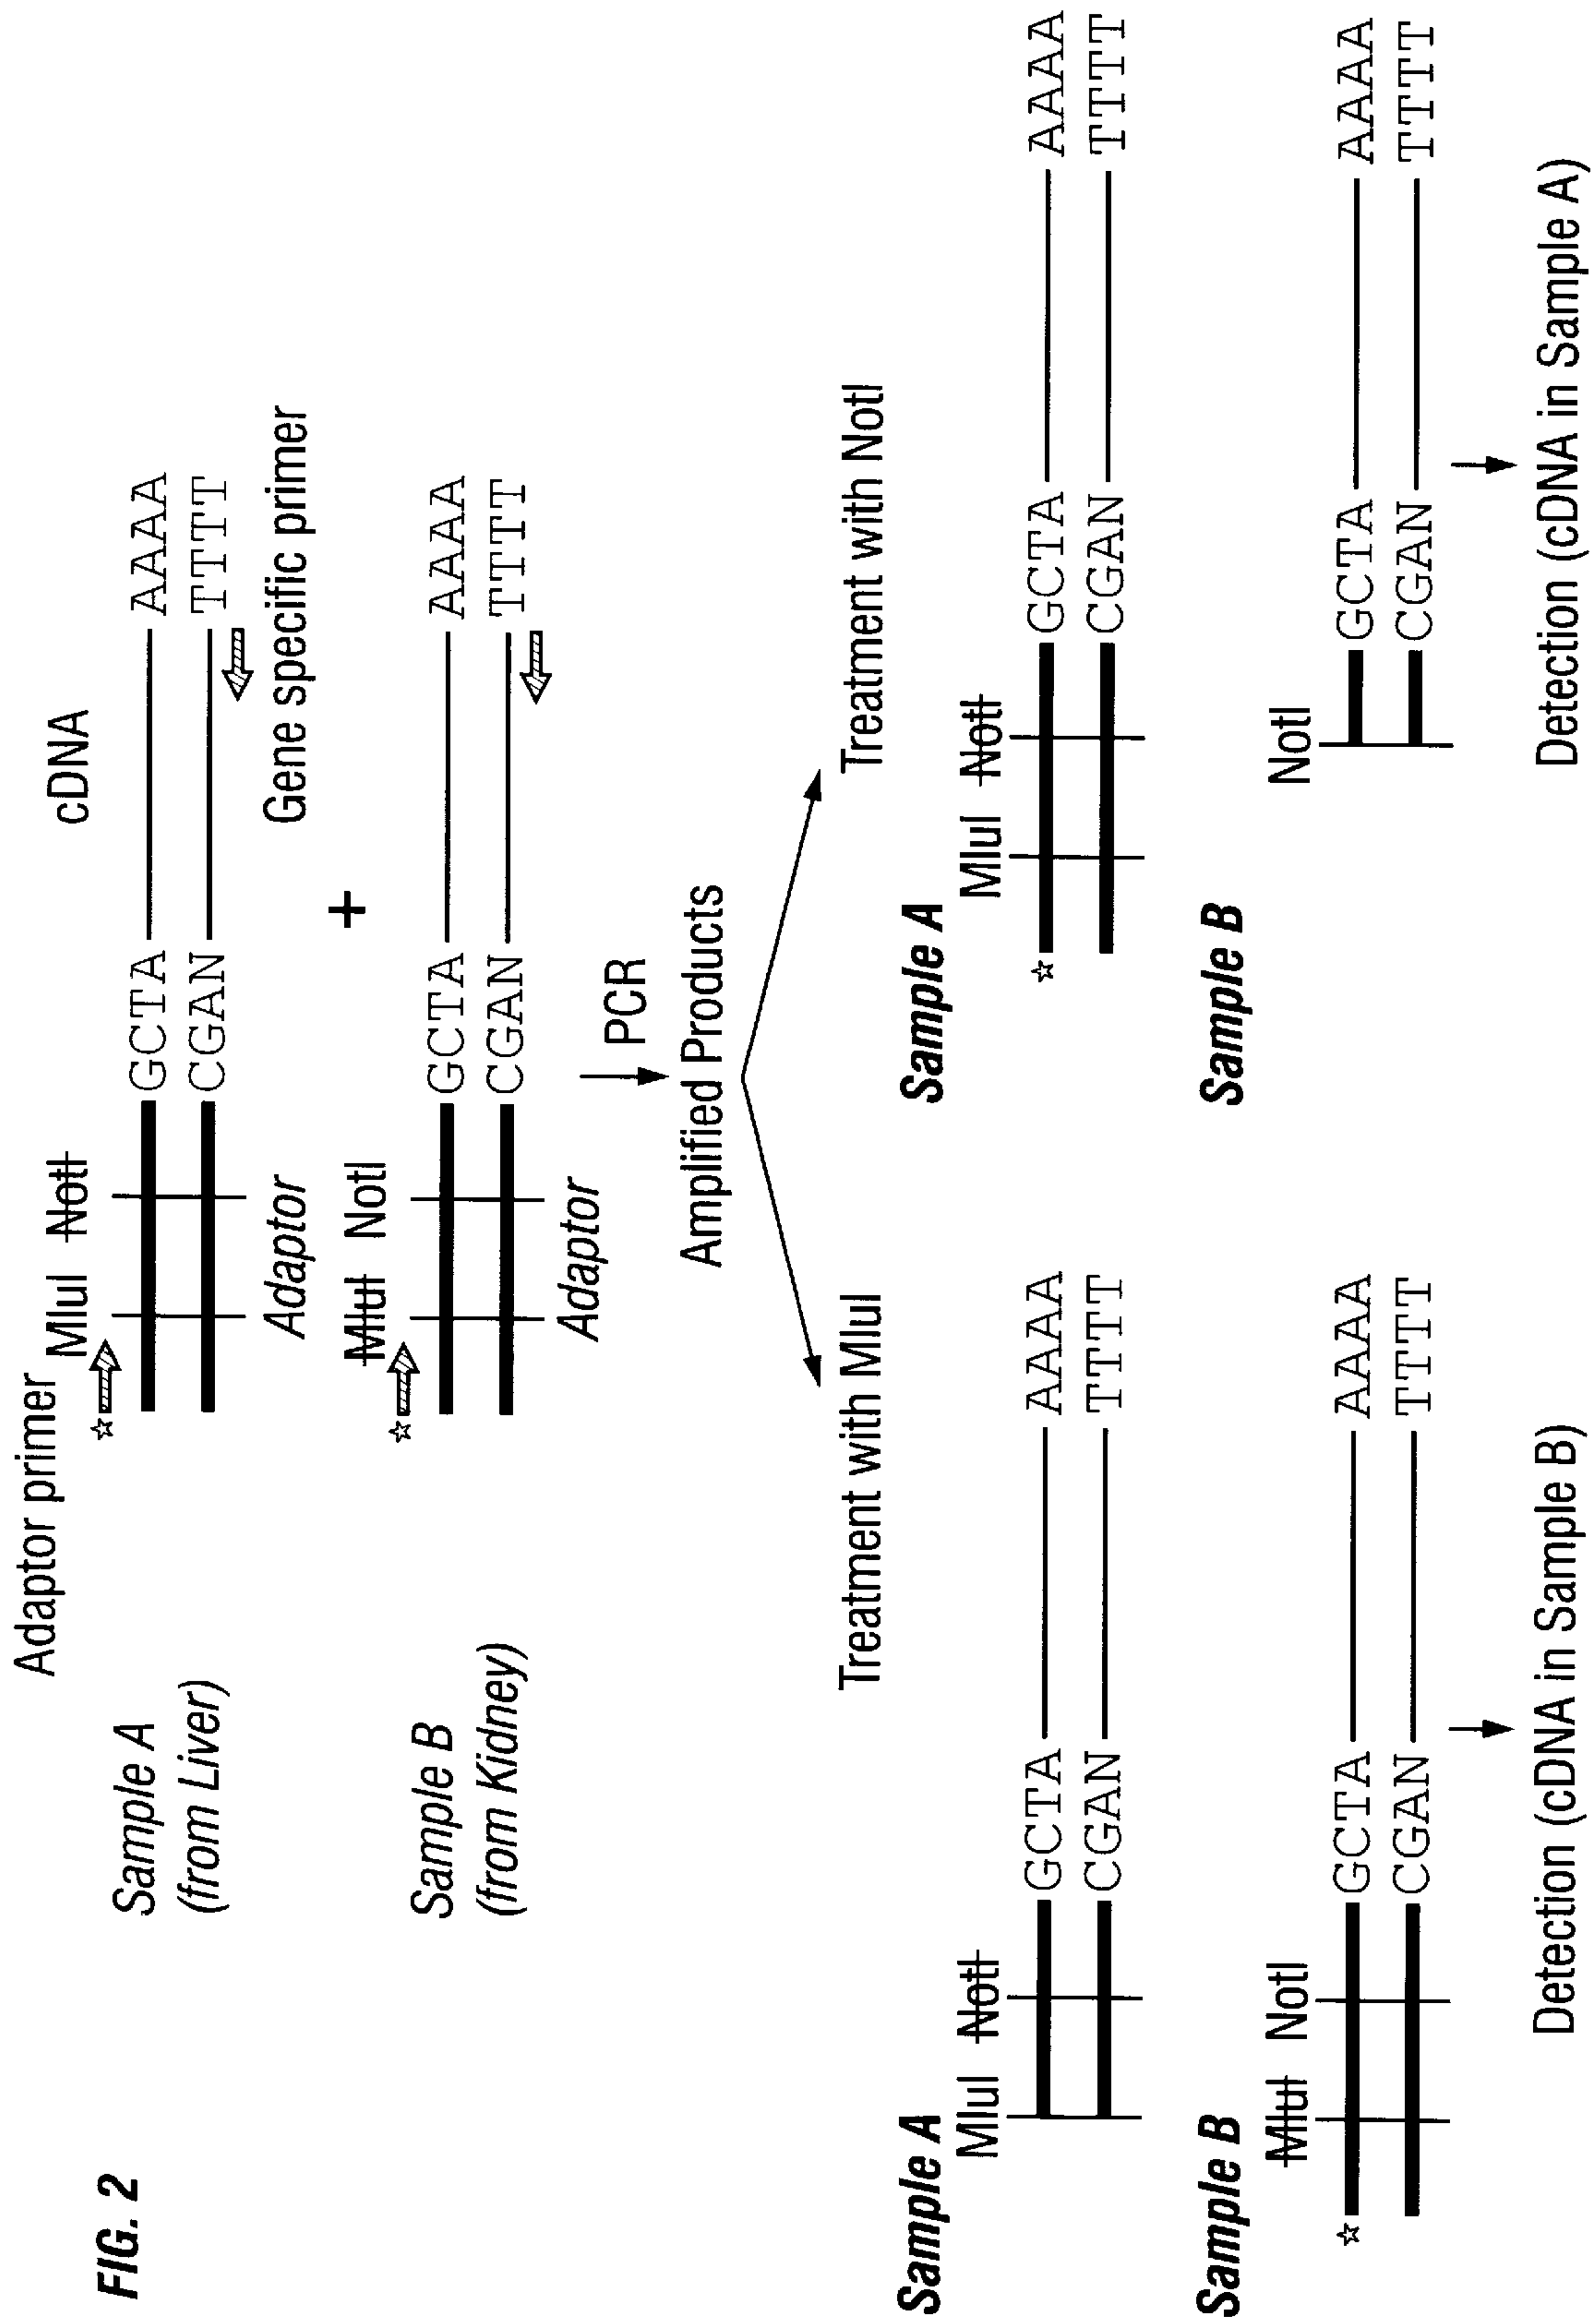 FIG. 2
Adaptor primer
MluI NotI
cDNA
Sample A
(from Liver)
GCTA AAAA
CGAN TTTT
Adaptor
Gene specific primer
+
MluI NotI
Sample B
(from Kidney)
GCTA AAAA
CGAN TTTT
Adaptor
PCR
Amplified Products
Treatment with MluI
Sample A
MluI NotI
GCTA AAAA
CGAN TTTT
Sample B
MluI NotI
GCTA AAAA
CGAN TTTT
Detection (cDNA in Sample B)
Treatment with NotI
Sample A
MluI NotI
GCTA AAAA
CGAN TTTT
Sample B
NotI
GCTA AAAA
CGAN TTTT
Detection (cDNA in Sample A)